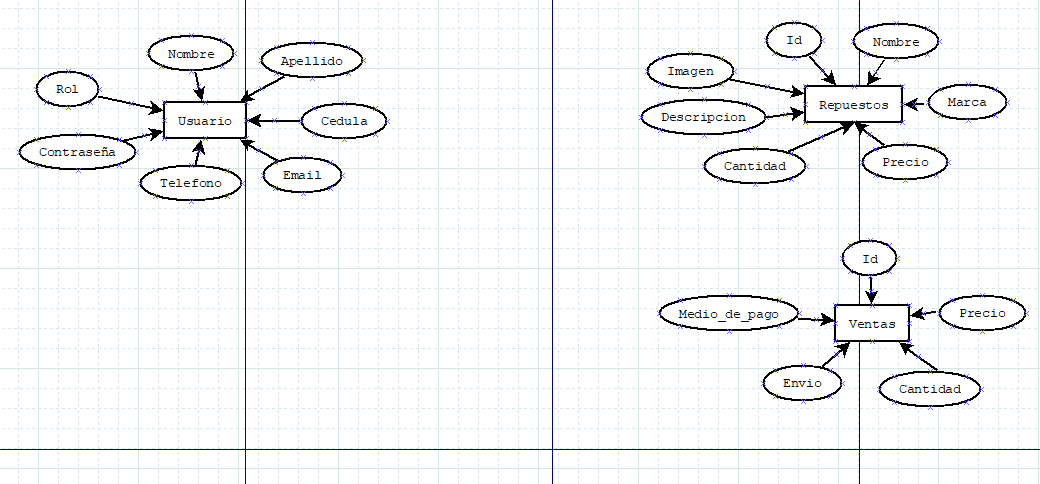 Nombre
Apellido
Rol
Usuario
Cedula
Contraseña
Telefono
Email
Id
Nombre
Imagen
Repuestos
Marca
Descripcion
Cantidad
Precio
Id
Medio_de_pago
Ventas
Precio
Envio
Cantidad